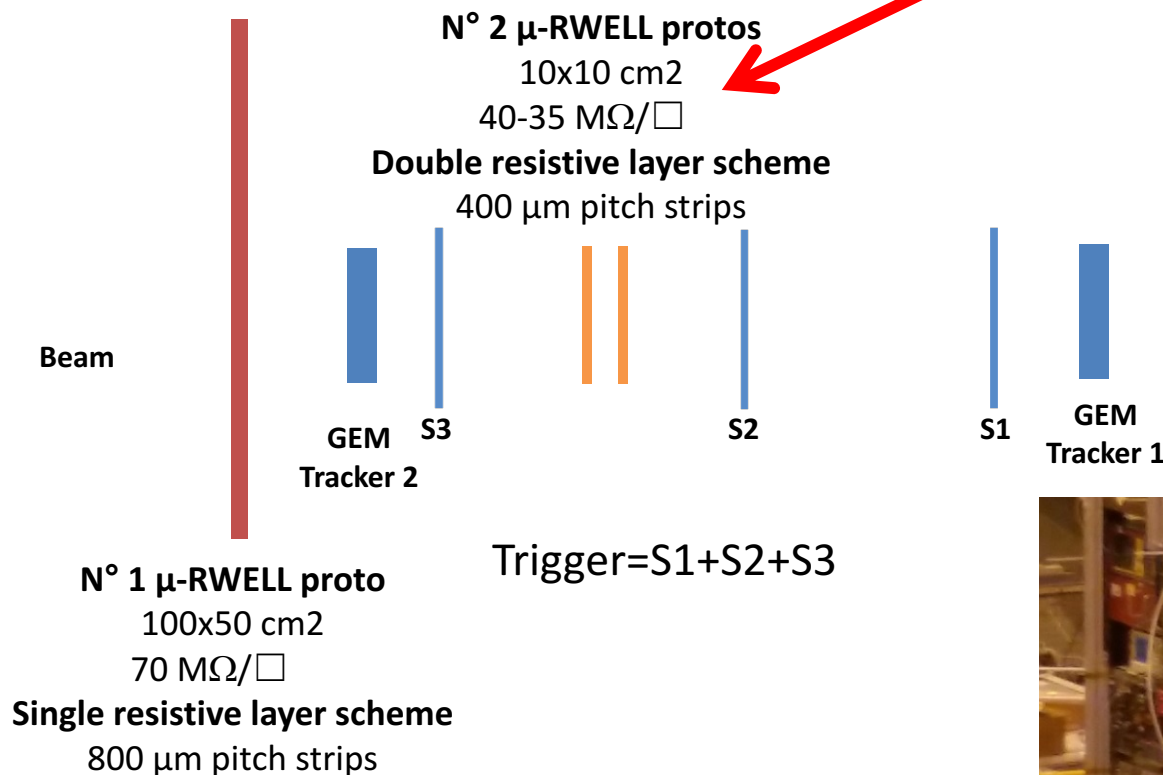 N° 2 µ-RWELL protos
10x10 cm2
40-35 MΩ/□
Double resistive layer scheme
400 µm pitch strips
Beam
GEM
Tracker 2
S3
S2
S1
GEM
Tracker 1
Trigger=S1+S2+S3
N° 1 µ-RWELL proto
100x50 cm2
70 MΩ/□
Single resistive layer scheme
800 µm pitch strips